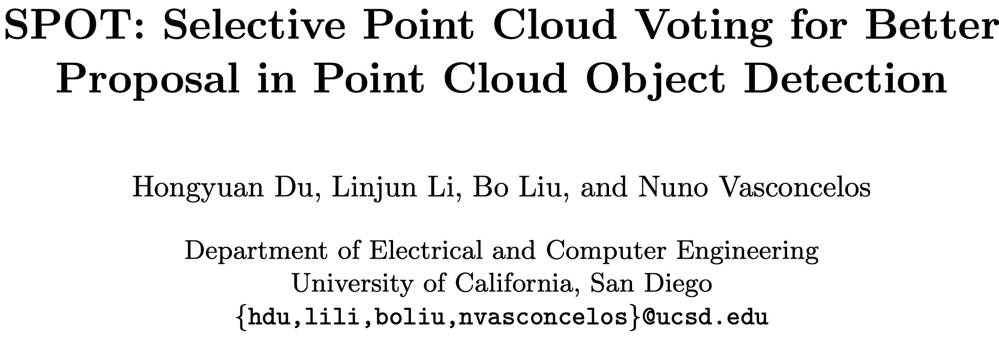 SPOT: Selective Point Cloud Voting for Better
Proposal in Point Cloud Object Detection
Hongyuan Du, Linjun Li, Bo Liu, and Nuno Vasconcelos
Department of Electrical and Computer Engineering
University of California, San Diego
{hdu,lili,boliu,nvasconcelos}@ucsd.edu